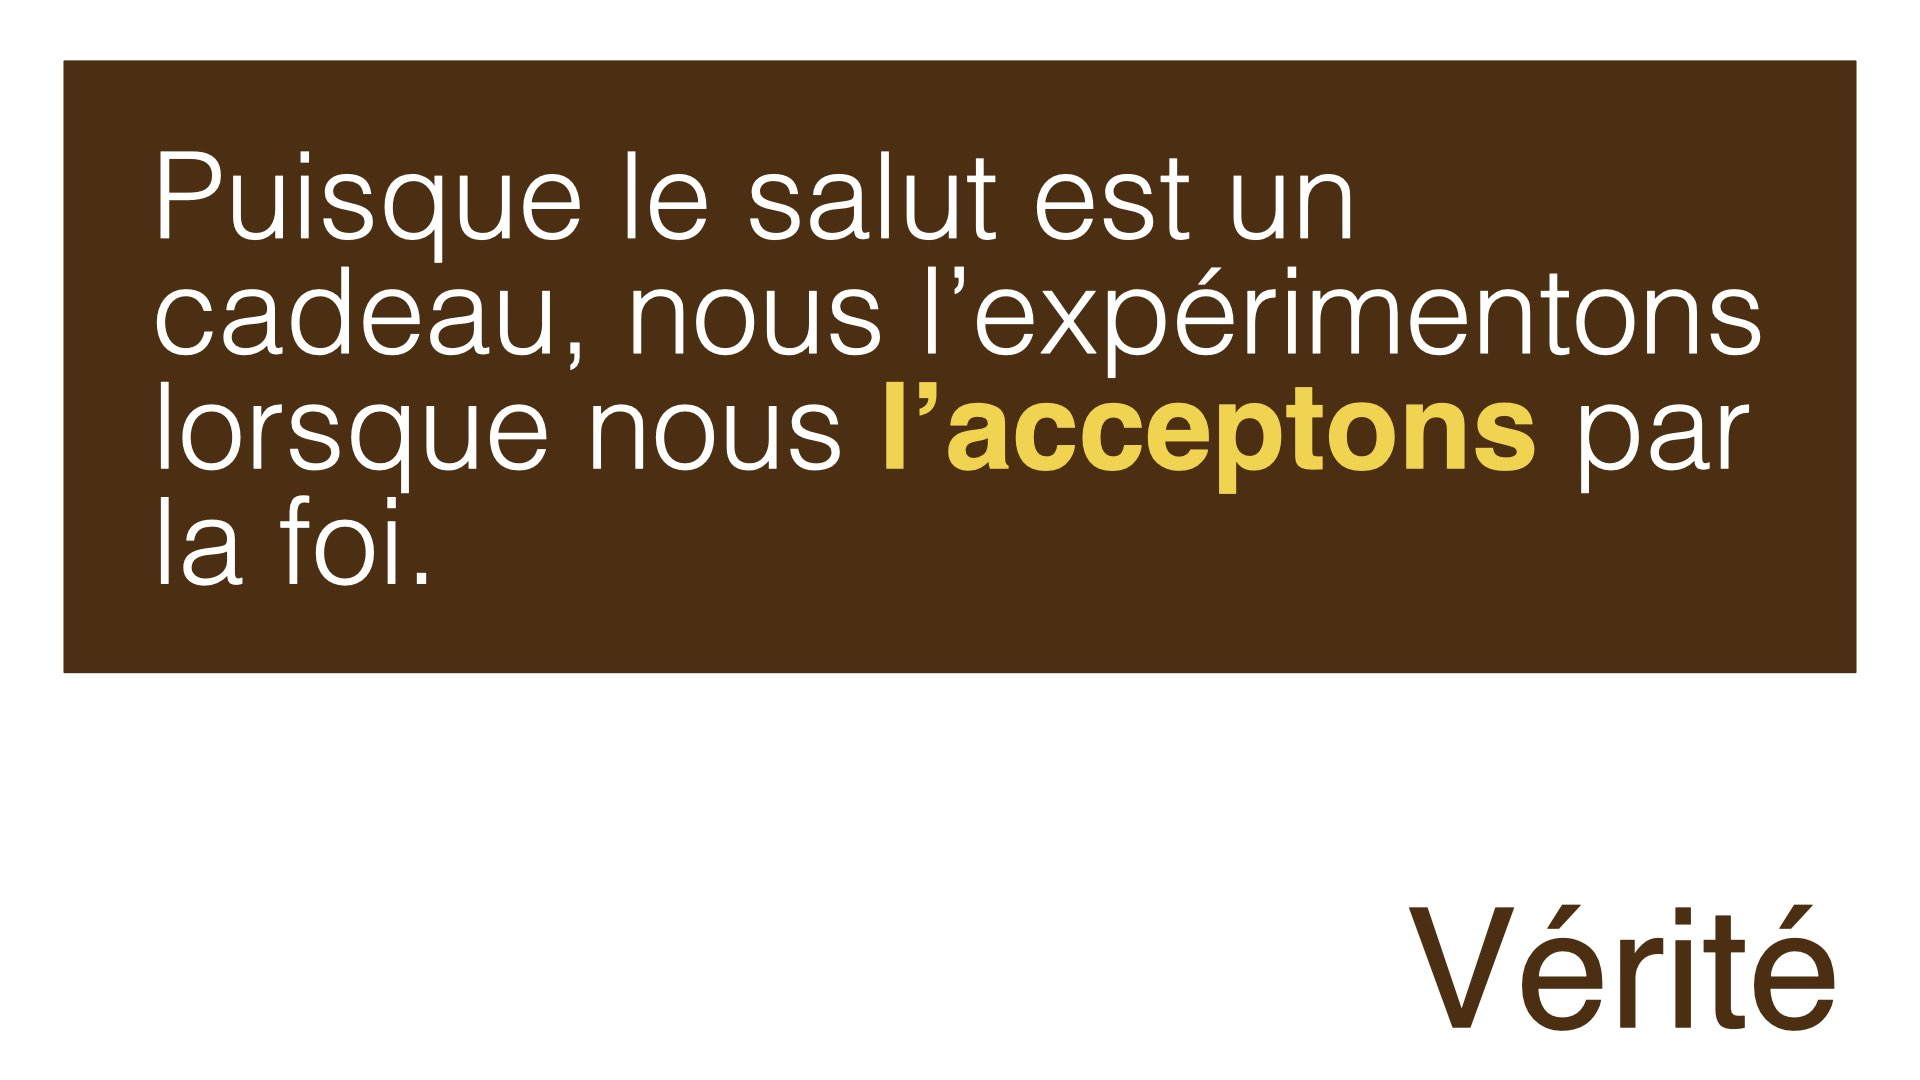 Puisque le salut est un
cadeau, nous l’expérimentons
lorsque nous l’acceptons par
la foi.
Vérité